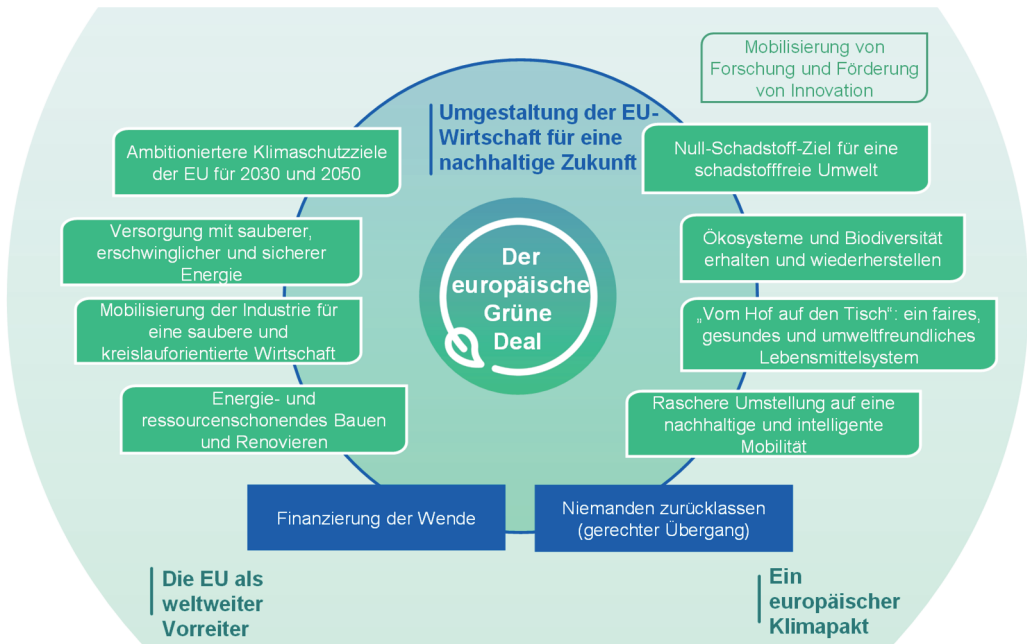 Mobilisierung von
Forschung und Förderung
von Innovation
Umgestaltung der EU-
Wirtschaft für eine
nachhaltige Zukunft
Ambitioniertere Klimaschutzziele
der EU für 2030 und 2050
Null-Schadstoff-Ziel für eine
schadstofffreie Umwelt
Versorgung mit sauberer,
erschwinglicher und sicherer
Energie
Ökosysteme und Biodiversität
erhalten und wiederherstellen
Der
europäische
Grüne
Deal
Mobilisierung der Industrie für
eine saubere und
kreislauforientierte Wirtschaft
„Vom Hof auf den Tisch“: ein faires,
gesundes und umweltfreundliches
Lebensmittelsystem
Energie- und
ressourcenschonendes Bauen
und Renovieren
Raschere Umstellung auf eine
nachhaltige und intelligente
Mobilität
Finanzierung der Wende
Niemanden zurücklassen
(gerechter Übergang)
Die EU als
weltweiter
Vorreiter
Ein
europäischer
Klimapakt